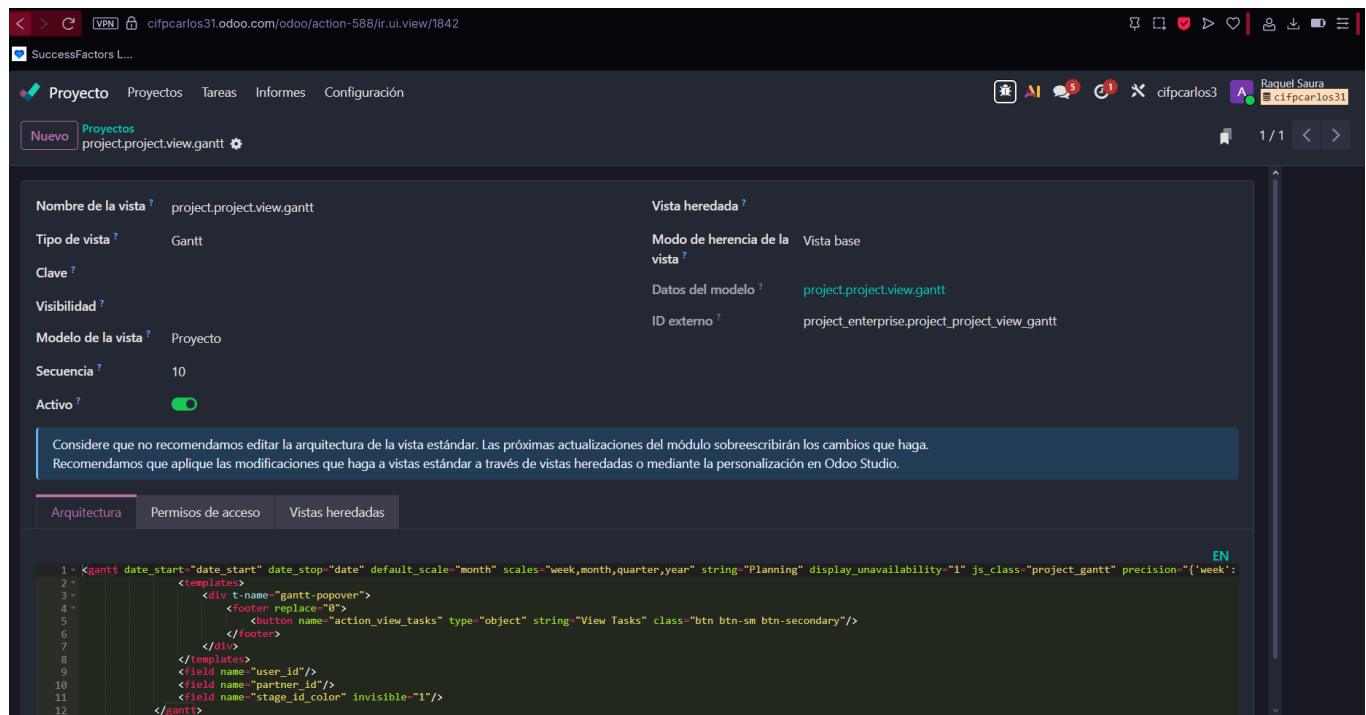 VPN cifpcarlos31.odoo.com/odoo/action-588/ir.ui.view/1842
SuccessFactors L...
Proyecto Proyectos Tareas Informes Configuración AI 5 1 cifpcarlos3 A Raquel Saura
cifpcarlos31
Nuevo Proyectos
project.project.view.gantt 1 / 1
Nombre de la vista ? project.project.view.gantt Vista heredada ?
Tipo de vista ? Gantt Modo de herencia de la vista ? Vista base
Clave ?
Datos del modelo ? project.project.view.gantt
Visibilidad ?
ID externo ? project_enterprise.project_project_view_gantt
Modelo de la vista ? Proyecto
Secuencia ? 10
Activo ?
Considere que no recomendamos editar la arquitectura de la vista estándar. Las próximas actualizaciones del módulo sobreescribirán los cambios que haga.
Recomendamos que aplique las modificaciones que haga a vistas estándar a través de vistas heredadas o mediante la personalización en Odoo Studio.
Arquitectura Permisos de acceso Vistas heredadas
EN
1 <gantt date_start="date_start" date_stop="date" default_scale="month" scales="week,month,quarter,year" string="Planning" display_unavailability="1" js_class="project_gantt" precision="{'week':
2 <templates>
3 <div t-name="gantt-popover">
4 <footer replace="0">
5 <button name="action_view_tasks" type="object" string="View Tasks" class="btn btn-sm btn-secondary"/>
6 </footer>
7 </div>
8 </templates>
9 <field name="user_id"/>
10 <field name="partner_id"/>
11 <field name="stage_id_color" invisible="1"/>
12 </gantt>